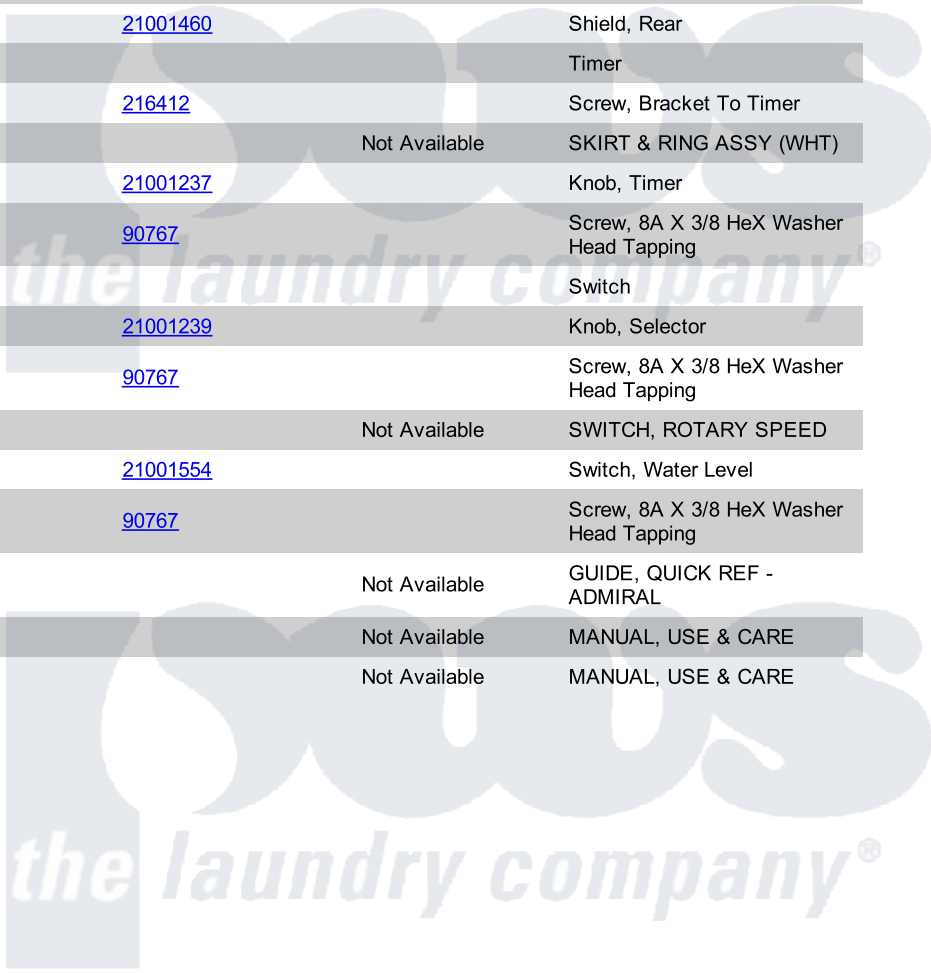 21001460 Shield, Rear
Timer
216412 Screw, Bracket To Timer
Not Available SKIRT & RING ASSY (WHT)
21001237 Knob, Timer
90767 Screw, 8A X 3/8 HeX Washer
Head Tapping
Switch
21001239 Knob, Selector
90767 Screw, 8A X 3/8 HeX Washer
Head Tapping
Not Available SWITCH, ROTARY SPEED
21001554 Switch, Water Level
90767 Screw, 8A X 3/8 HeX Washer
Head Tapping
Not Available GUIDE, QUICK REF -
ADMIRAL
Not Available MANUAL, USE & CARE
Not Available MANUAL, USE & CARE
pws
the laundry company®
pws
the laundry company®